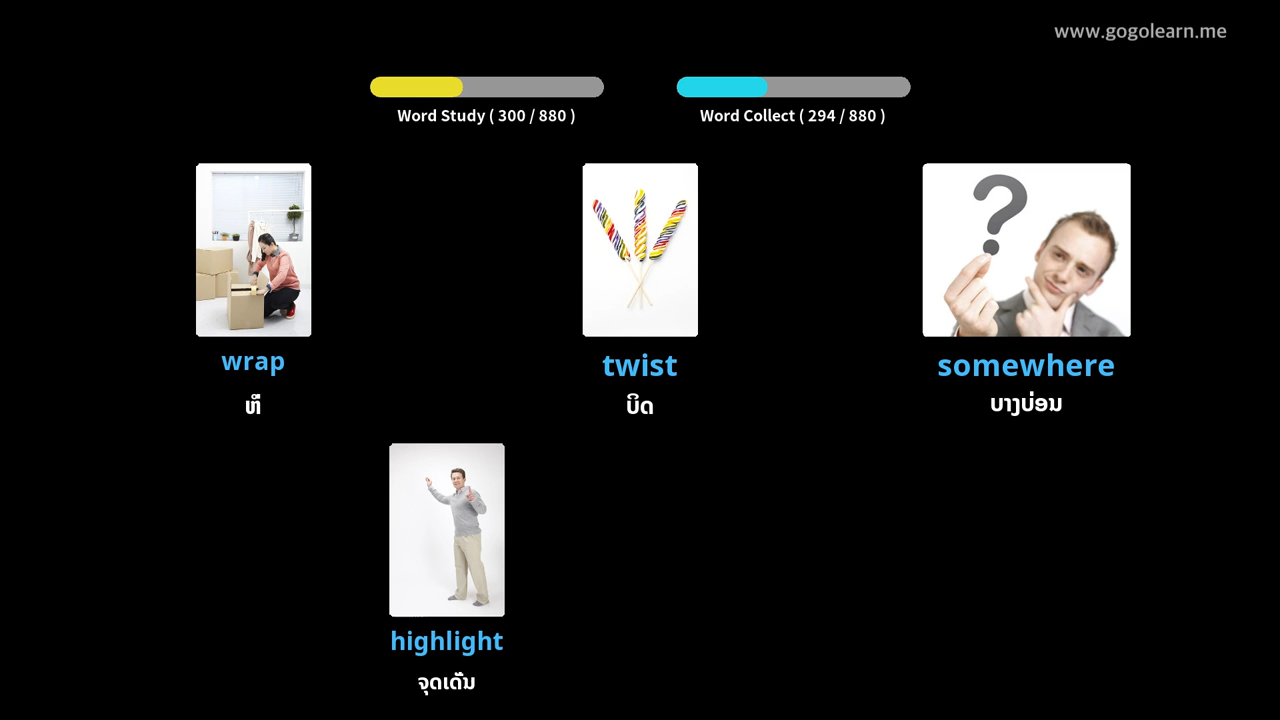 www.gogolearn.me
Word Study ( 300 / 880 )
Word Collect ( 294 / 880 )
wrap
twist
somewhere
ຫໍ່
ບິດ
ບາງບ່ອນ
highlight
ຈຸດເດັ່ນ